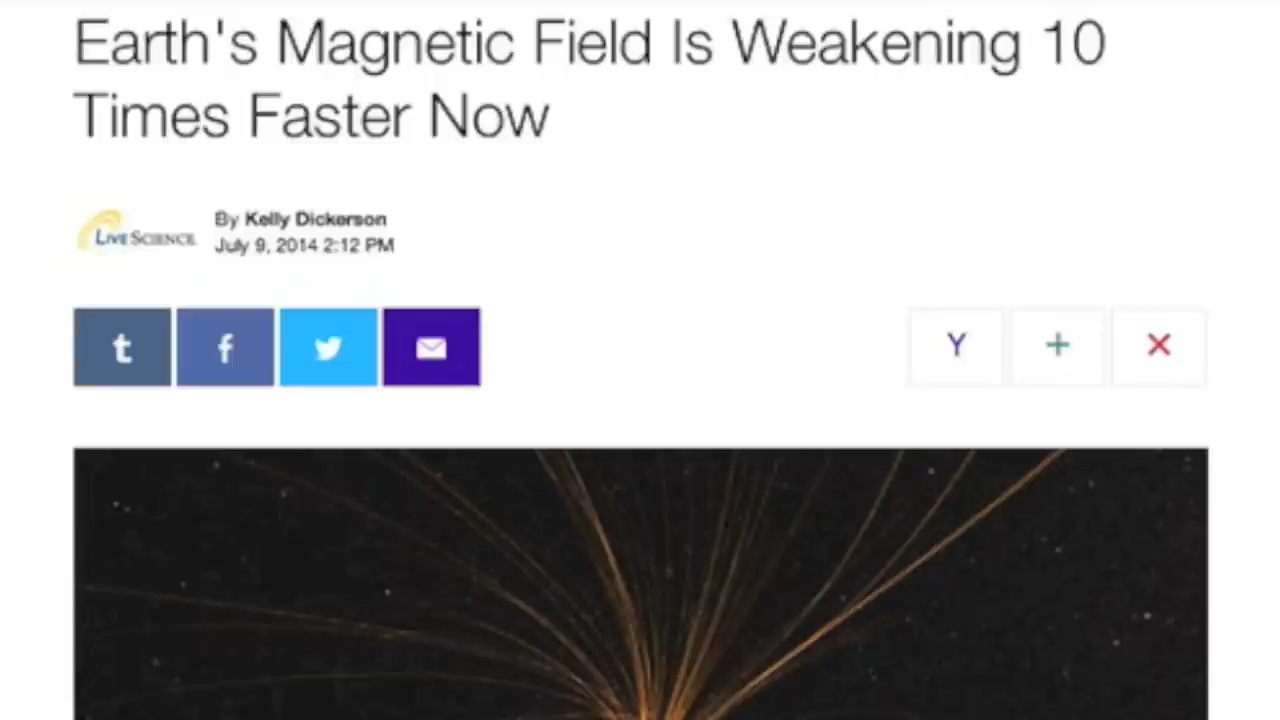 Earth's Magnetic Field Is Weakening 10
Times Faster Now
LIVESCIENCE
By Kelly Dickerson
July 9, 2014 2:12 PM
t f
Y + ×